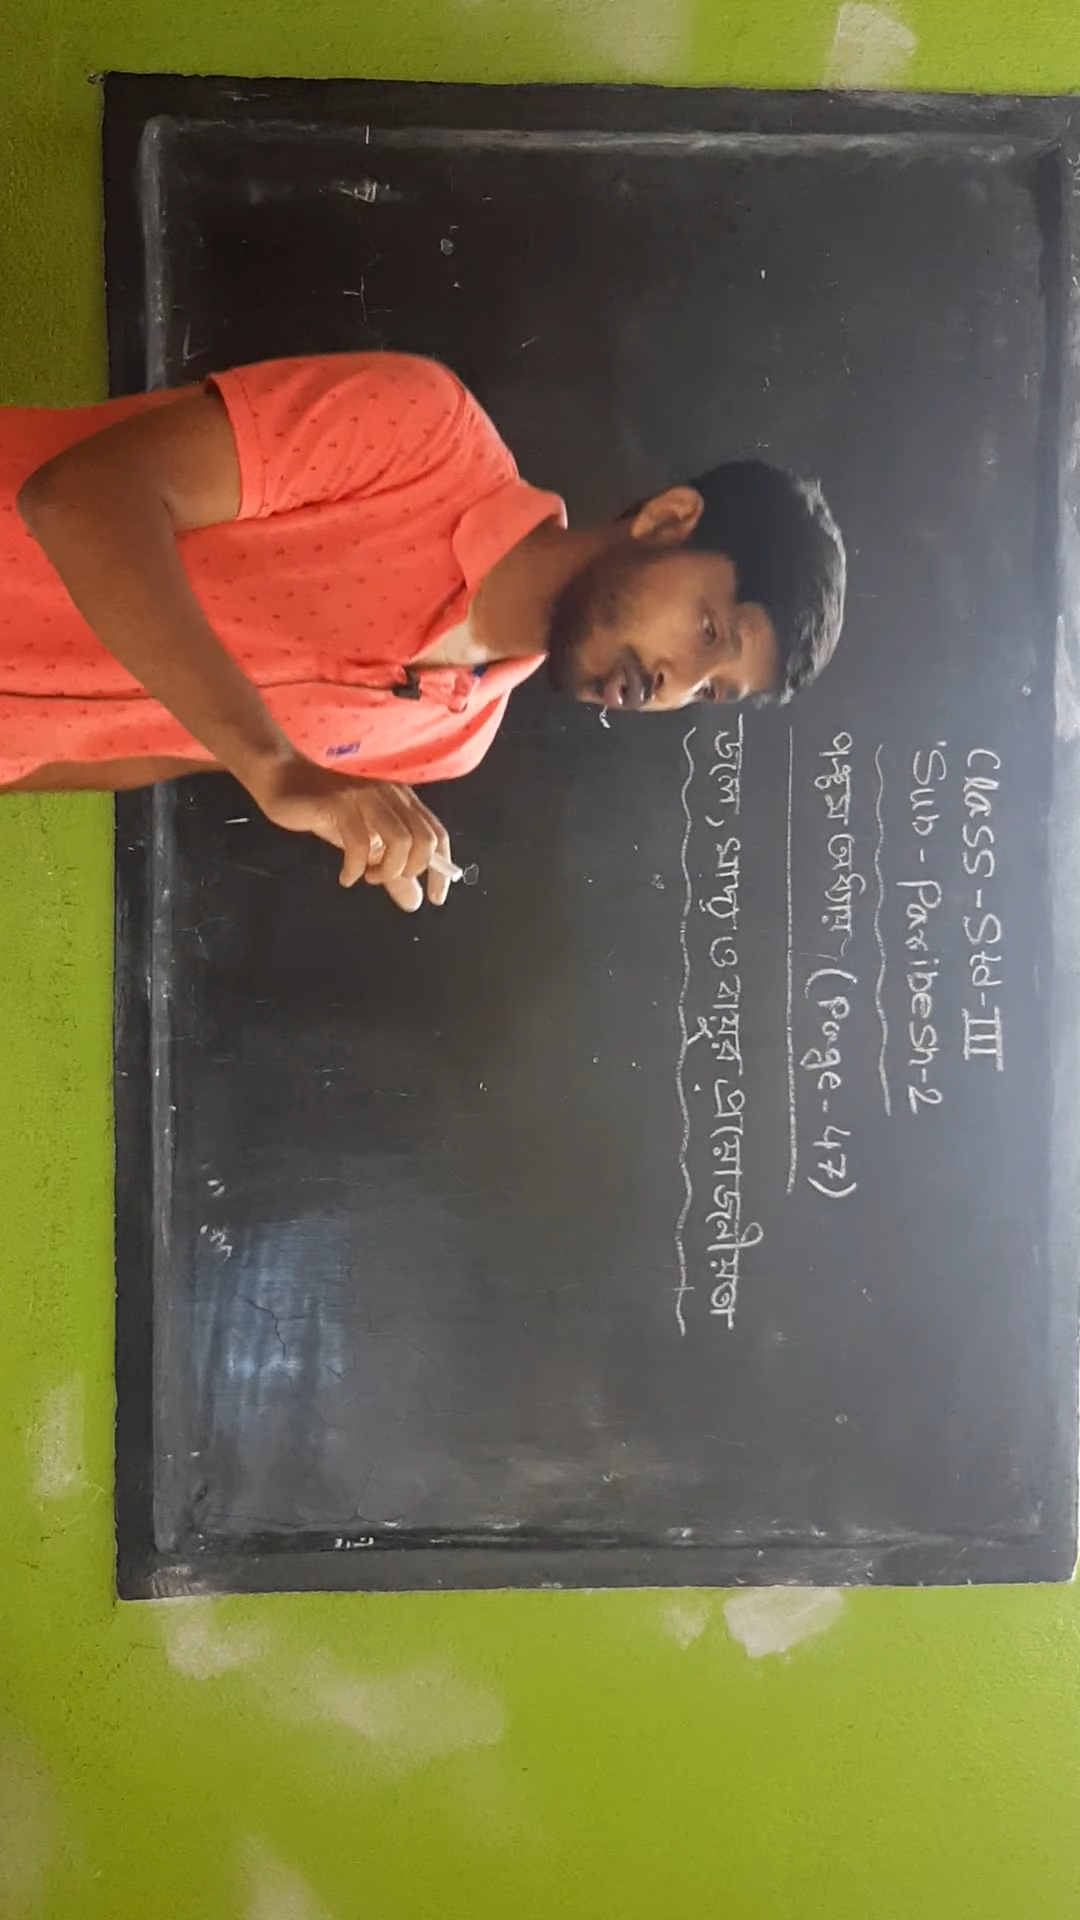 Class-Std-III
Sub - Paribesh-2
পঞ্চম অধ্যায় (Page - 47)
জল, খাদ্য ও বায়ুর প্রয়োজনীয়তা